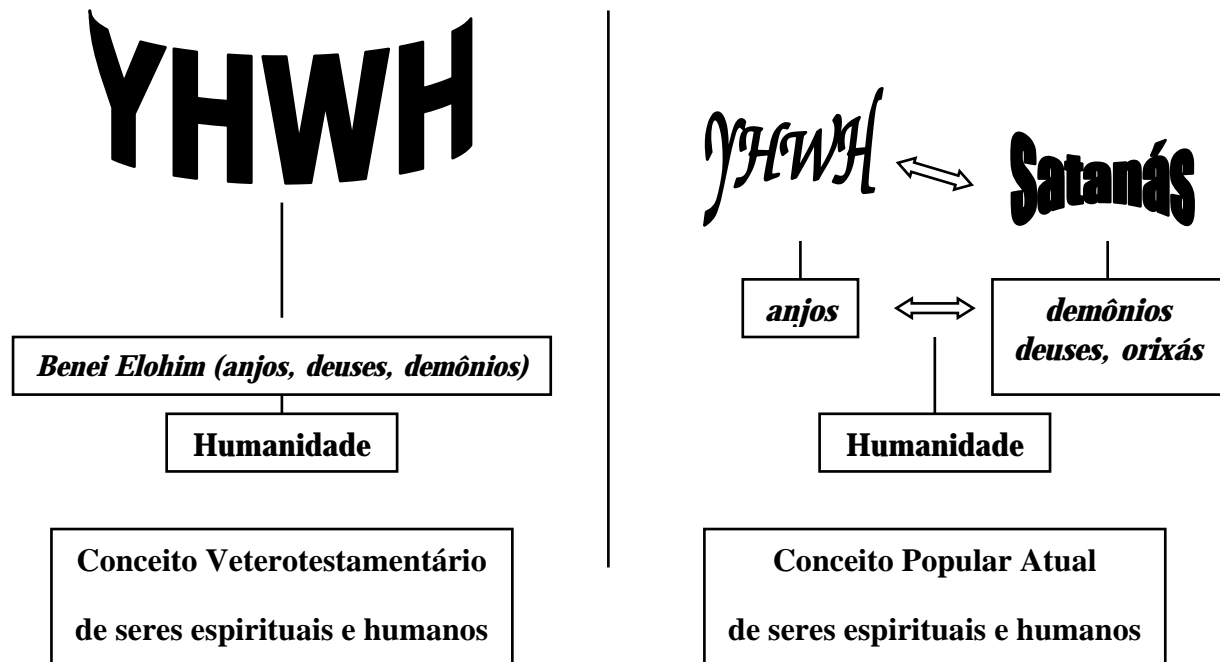 YHWH
Benei Elohim (anjos, deuses, demônios)
Humanidade
Conceito Veterotestamentário
de seres espirituais e humanos
YHWH
Satanás
anjos
demônios
deuses, orixás
Humanidade
Conceito Popular Atual
de seres espirituais e humanos